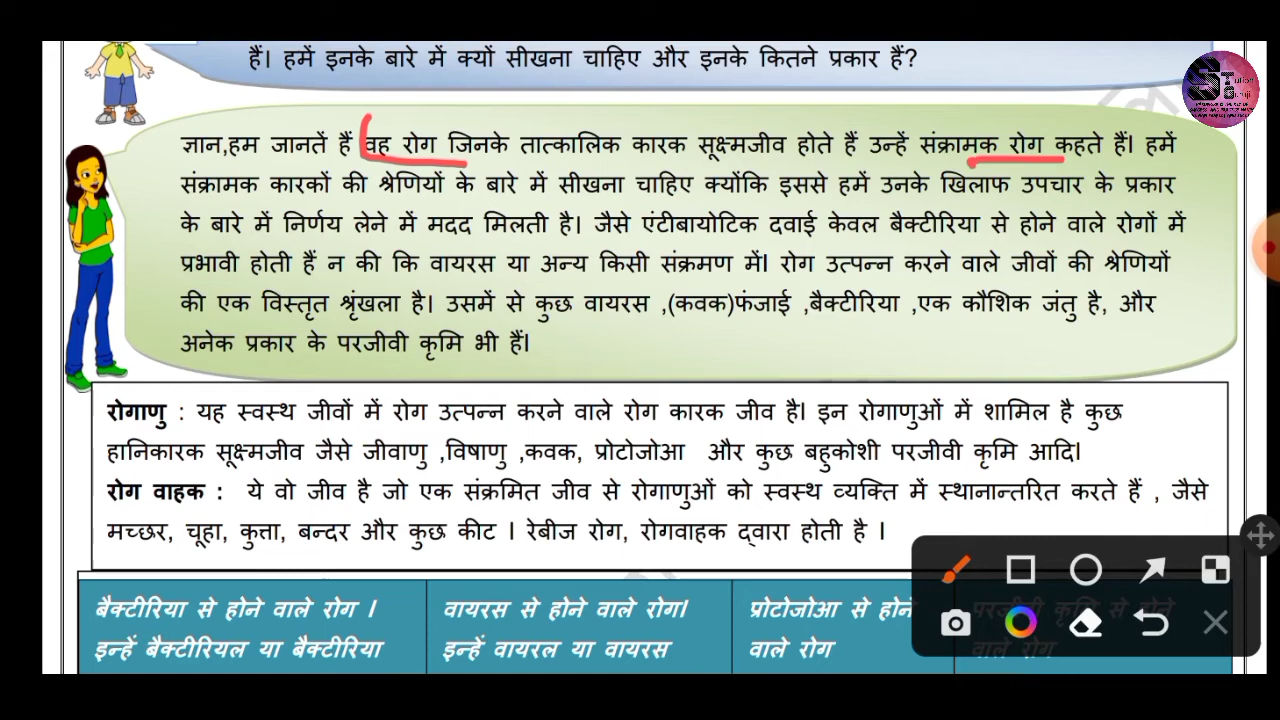 हैं। हमें इनके बारे में क्यों सीखना चाहिए और इनके कितने प्रकार हैं?
ज्ञान,हम जानतें हैं वह रोग जिनके तात्कालिक कारक सूक्ष्मजीव होते हैं उन्हें संक्रामक रोग कहते हैं। हमें
संक्रामक कारकों की श्रेणियों के बारे में सीखना चाहिए क्योंकि इससे हमें उनके खिलाफ उपचार के प्रकार
के बारे में निर्णय लेने में मदद मिलती है। जैसे एंटीबायोटिक दवाई केवल बैक्टीरिया से होने वाले रोगों में
प्रभावी होती हैं न की कि वायरस या अन्य किसी संक्रमण में। रोग उत्पन्न करने वाले जीवों की श्रेणियों
की एक विस्तृत श्रृंखला है। उसमें से कुछ वायरस ,(कवक)फंजाई ,बैक्टीरिया ,एक कौशिक जंतु है, और
अनेक प्रकार के परजीवी कृमि भी हैं।
रोगाणु : यह स्वस्थ जीवों में रोग उत्पन्न करने वाले रोग कारक जीव है। इन रोगाणुओं में शामिल है कुछ
हानिकारक सूक्ष्मजीव जैसे जीवाणु ,विषाणु ,कवक, प्रोटोजोआ और कुछ बहुकोशी परजीवी कृमि आदि।
रोग वाहक : ये वो जीव है जो एक संक्रमित जीव से रोगाणुओं को स्वस्थ व्यक्ति में स्थानान्तरित करते हैं , जैसे
मच्छर, चूहा, कुत्ता, बन्दर और कुछ कीट । रेबीज रोग, रोगवाहक द्वारा होती है ।
बैक्टीरिया से होने वाले रोग ।
इन्हें बैक्टीरियल या बैक्टीरिया
वायरस से होने वाले रोग।
इन्हें वायरल या वायरस
प्रोटोजोआ से होने
वाले रोग
परजीवी कृमि से होने
वाले रोग